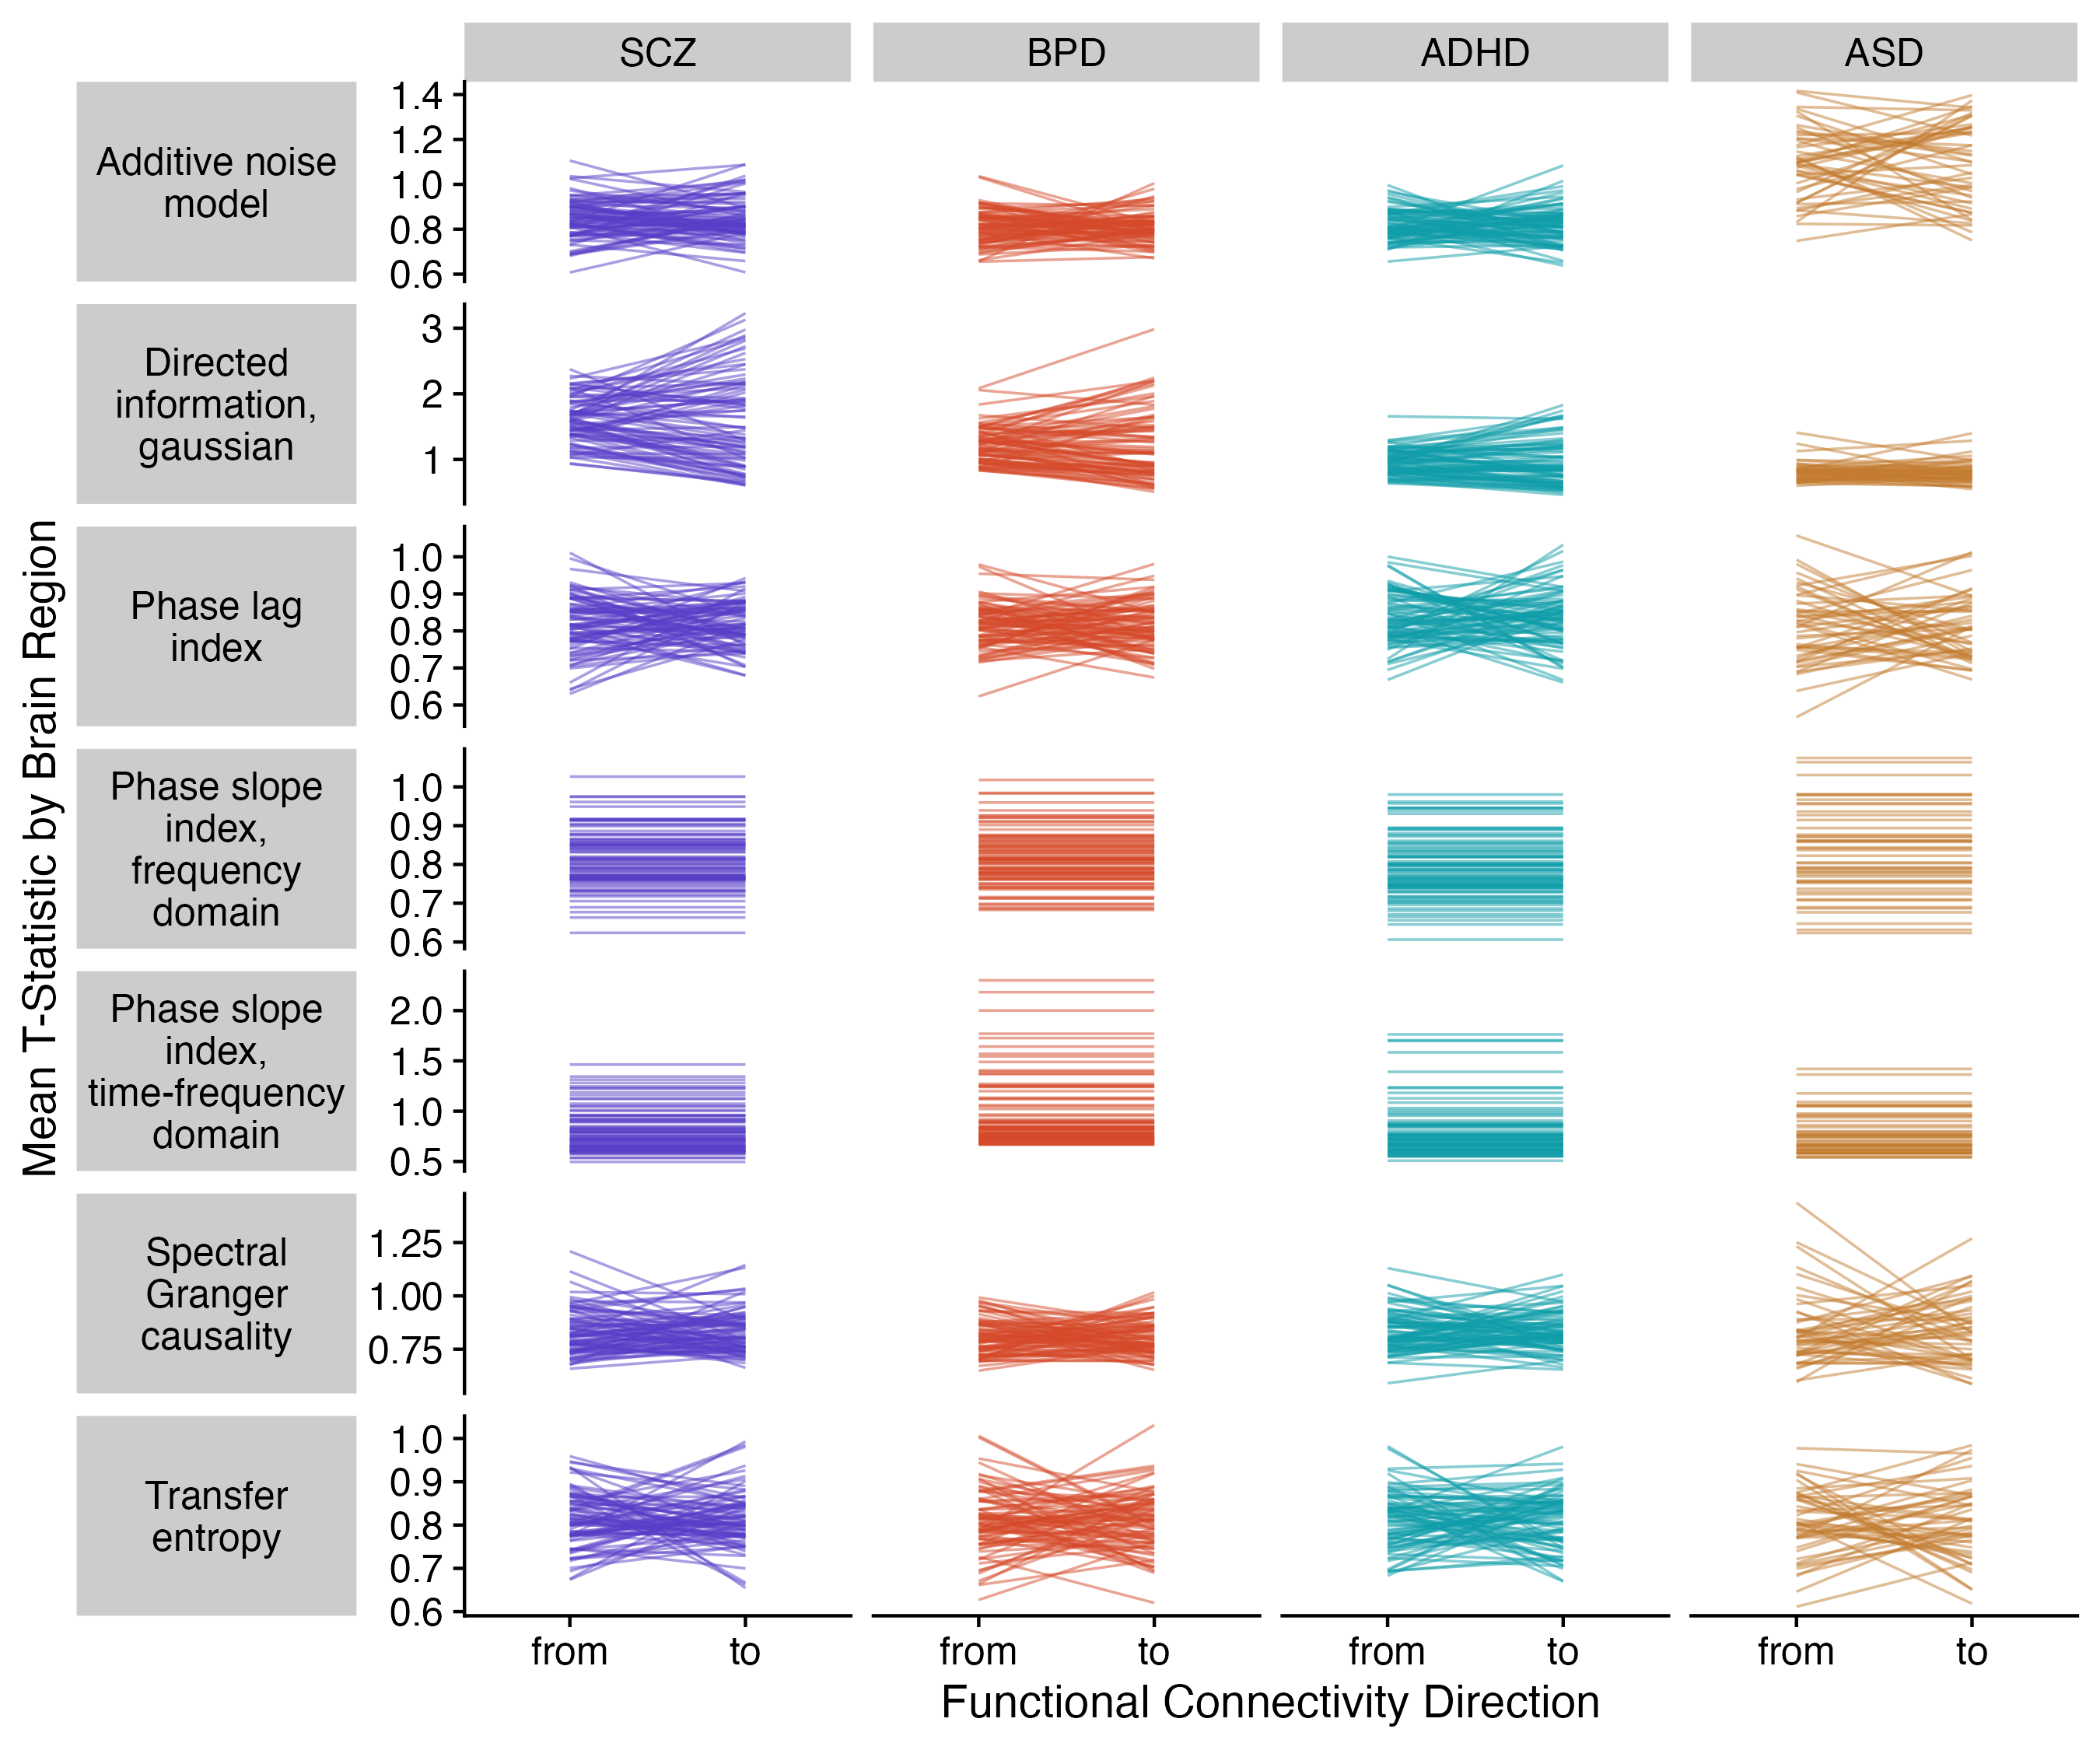 SCZ
BPD
ADHD
ASD
Mean T-Statistic by Brain Region
Additive noise
model
1.4
1.2
1.0
0.8
0.6
Directed
information,
gaussian
3
2
1
Phase lag
index
1.0
0.9
0.8
0.7
0.6
Phase slope
index,
frequency
domain
1.0
0.9
0.8
0.7
0.6
Phase slope
index,
time-frequency
domain
2.0
1.5
1.0
0.5
Spectral
Granger
causality
1.25
1.00
0.75
Transfer
entropy
1.0
0.9
0.8
0.7
0.6
from
to
from
to
from
to
from
to
Functional Connectivity Direction